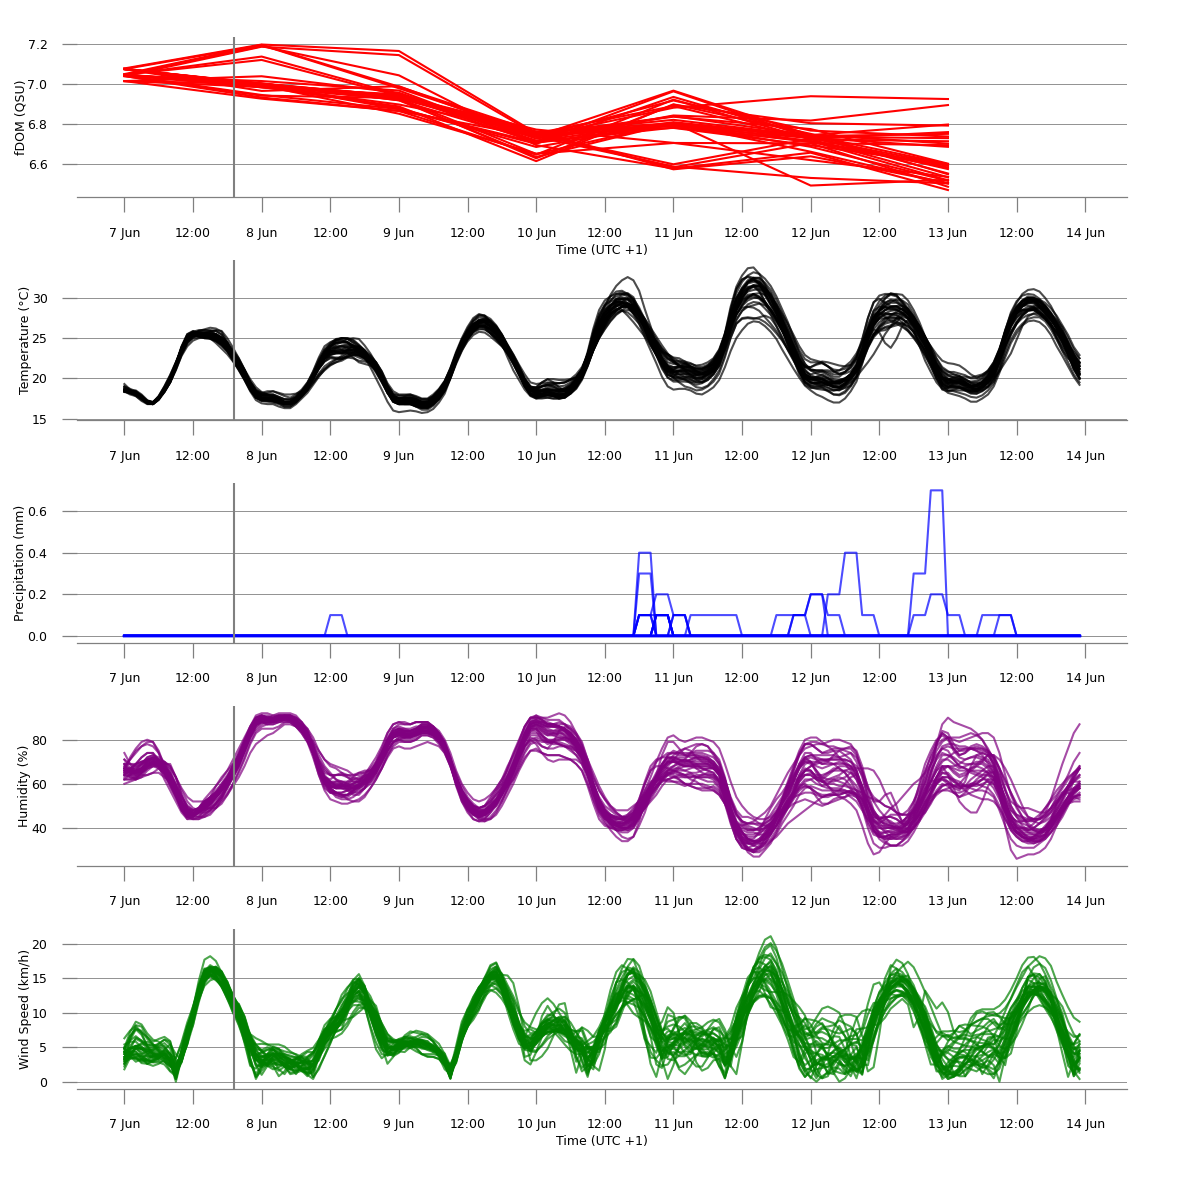 fDOM (QSU)
7.2
7.0
6.8
6.6
7 Jun 12:00 8 Jun 12:00 9 Jun 12:00 10 Jun 12:00 11 Jun 12:00 12 Jun 12:00 13 Jun 12:00 14 Jun
Time (UTC +1)
Temperature (°C)
30
25
20
15
7 Jun 12:00 8 Jun 12:00 9 Jun 12:00 10 Jun 12:00 11 Jun 12:00 12 Jun 12:00 13 Jun 12:00 14 Jun
Precipitation (mm)
0.6
0.4
0.2
0.0
7 Jun 12:00 8 Jun 12:00 9 Jun 12:00 10 Jun 12:00 11 Jun 12:00 12 Jun 12:00 13 Jun 12:00 14 Jun
Humidity (%)
80
60
40
7 Jun 12:00 8 Jun 12:00 9 Jun 12:00 10 Jun 12:00 11 Jun 12:00 12 Jun 12:00 13 Jun 12:00 14 Jun
Wind Speed (km/h)
20
15
10
5
0
7 Jun 12:00 8 Jun 12:00 9 Jun 12:00 10 Jun 12:00 11 Jun 12:00 12 Jun 12:00 13 Jun 12:00 14 Jun
Time (UTC +1)